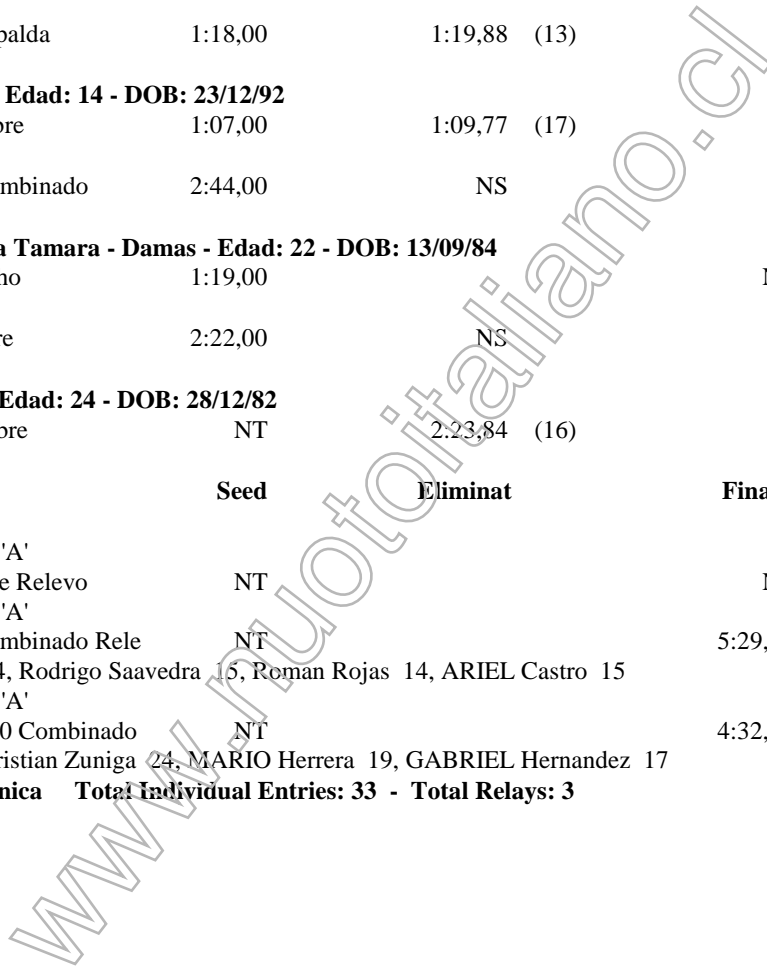 palda 1:18,00 1:19,88 (13)
Edad: 14 - DOB: 23/12/92
bre 1:07,00 1:09,77 (17)
mbinado 2:44,00 NS
a Tamara - Damas - Edad: 22 - DOB: 13/09/84
ho 1:19,00
re 2:22,00 NS
Edad: 24 - DOB: 28/12/82
bre NT 2:23,84 (16)
Seed Eliminat Fina
'A'
e Relevo NT
'A'
mbinado Rele NT 5:29,
4, Rodrigo Saavedra 15, Roman Rojas 14, ARIEL Castro 15
'A'
0 Combinado NT 4:32,
ristian Zuniga 24, MARIO Herrera 19, GABRIEL Hernandez 17
nica Total Individual Entries: 33 - Total Relays: 3
www.nuotoitaliano.cl